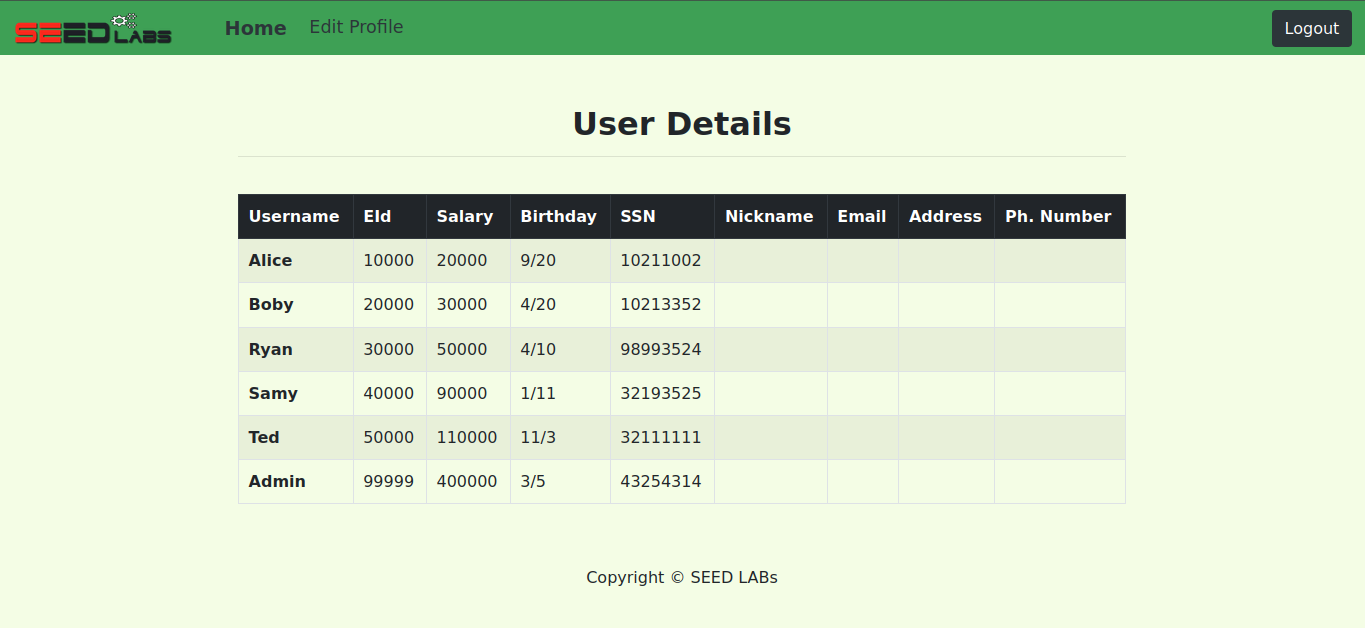 SEED LABS Home Edit Profile Logout
User Details
Username EId Salary Birthday SSN Nickname Email Address Ph. Number
Alice 10000 20000 9/20 10211002
Boby 20000 30000 4/20 10213352
Ryan 30000 50000 4/10 98993524
Samy 40000 90000 1/11 32193525
Ted 50000 110000 11/3 32111111
Admin 99999 400000 3/5 43254314
Copyright © SEED LABs